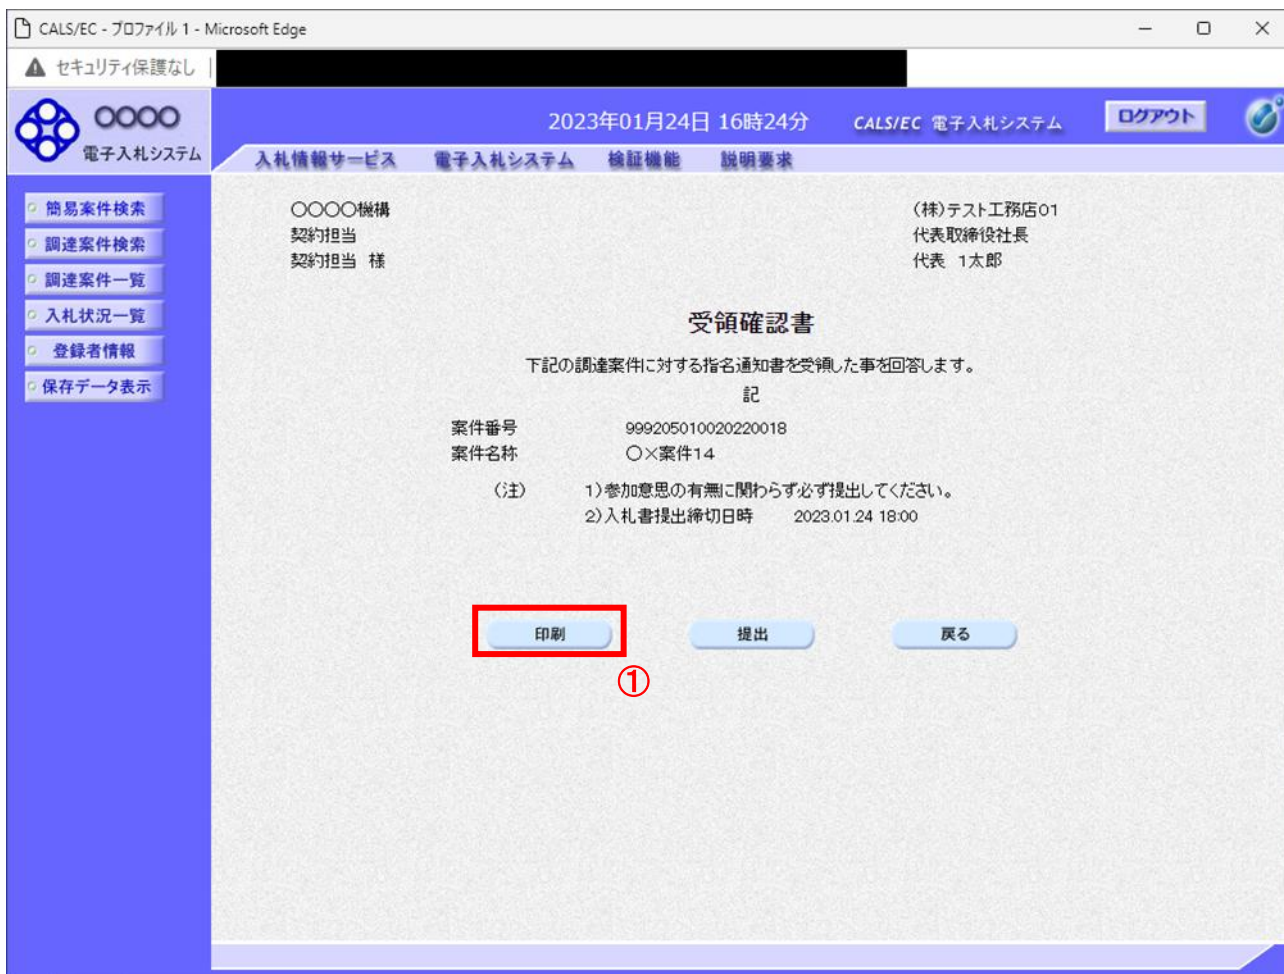 CALS/EC - プロファイル 1 - Microsoft Edge
セキュリティ保護なし
〇〇〇〇
電子入札システム
2023年01月24日 16時24分
CALS/EC 電子入札システム
ログアウト
入札情報サービス 電子入札システム 検証機能 説明要求
簡易案件検索
調達案件検索
調達案件一覧
入札状況一覧
登録者情報
保存データ表示
〇〇〇〇機構
契約担当
契約担当 様
(株)テスト工務店01
代表取締役社長
代表 1太郎
受領確認書
下記の調達案件に対する指名通知書を受領した事を回答します。
記
案件番号 999205010020220018
案件名称 〇×案件14
(注) 1)参加意思の有無に関わらず必ず提出してください。
2)入札書提出締切日時 2023.01.24 18:00
印刷 提出 戻る
①